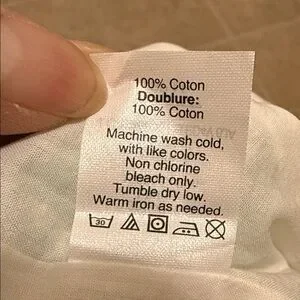 100% Coton
Doublure:
100% Coton
Machine wash cold,
with like colors.
Non chlorine
bleach only.
Tumble dry low.
Warm iron as needed.
30